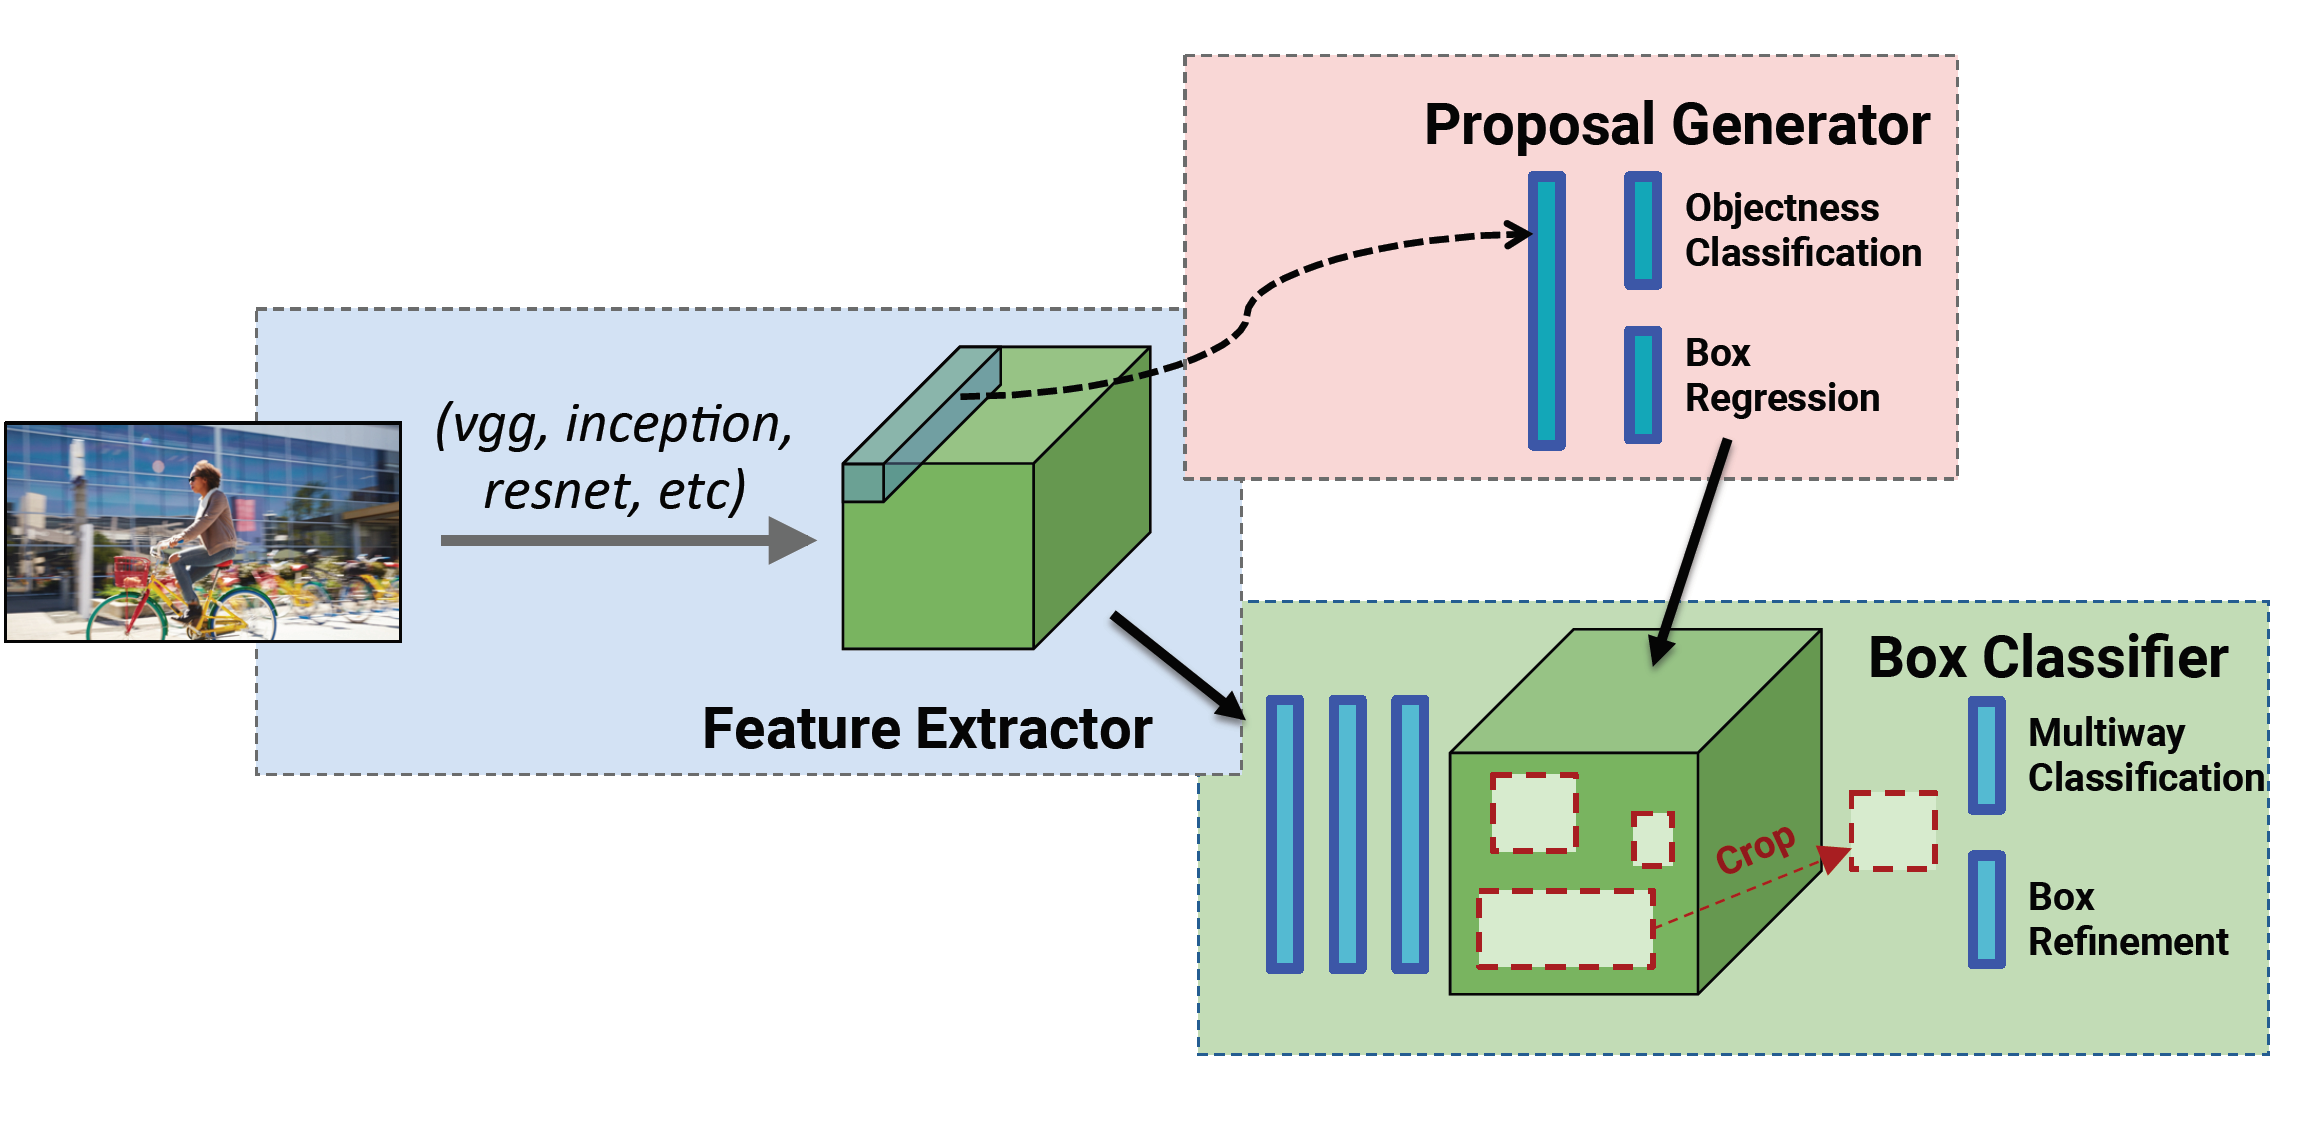 Proposal Generator
Objectness
Classification
Box
Regression
(vgg, inception,
resnet, etc)
Feature Extractor
Box Classifier
Multiway
Classification
Crop
Box
Refinement